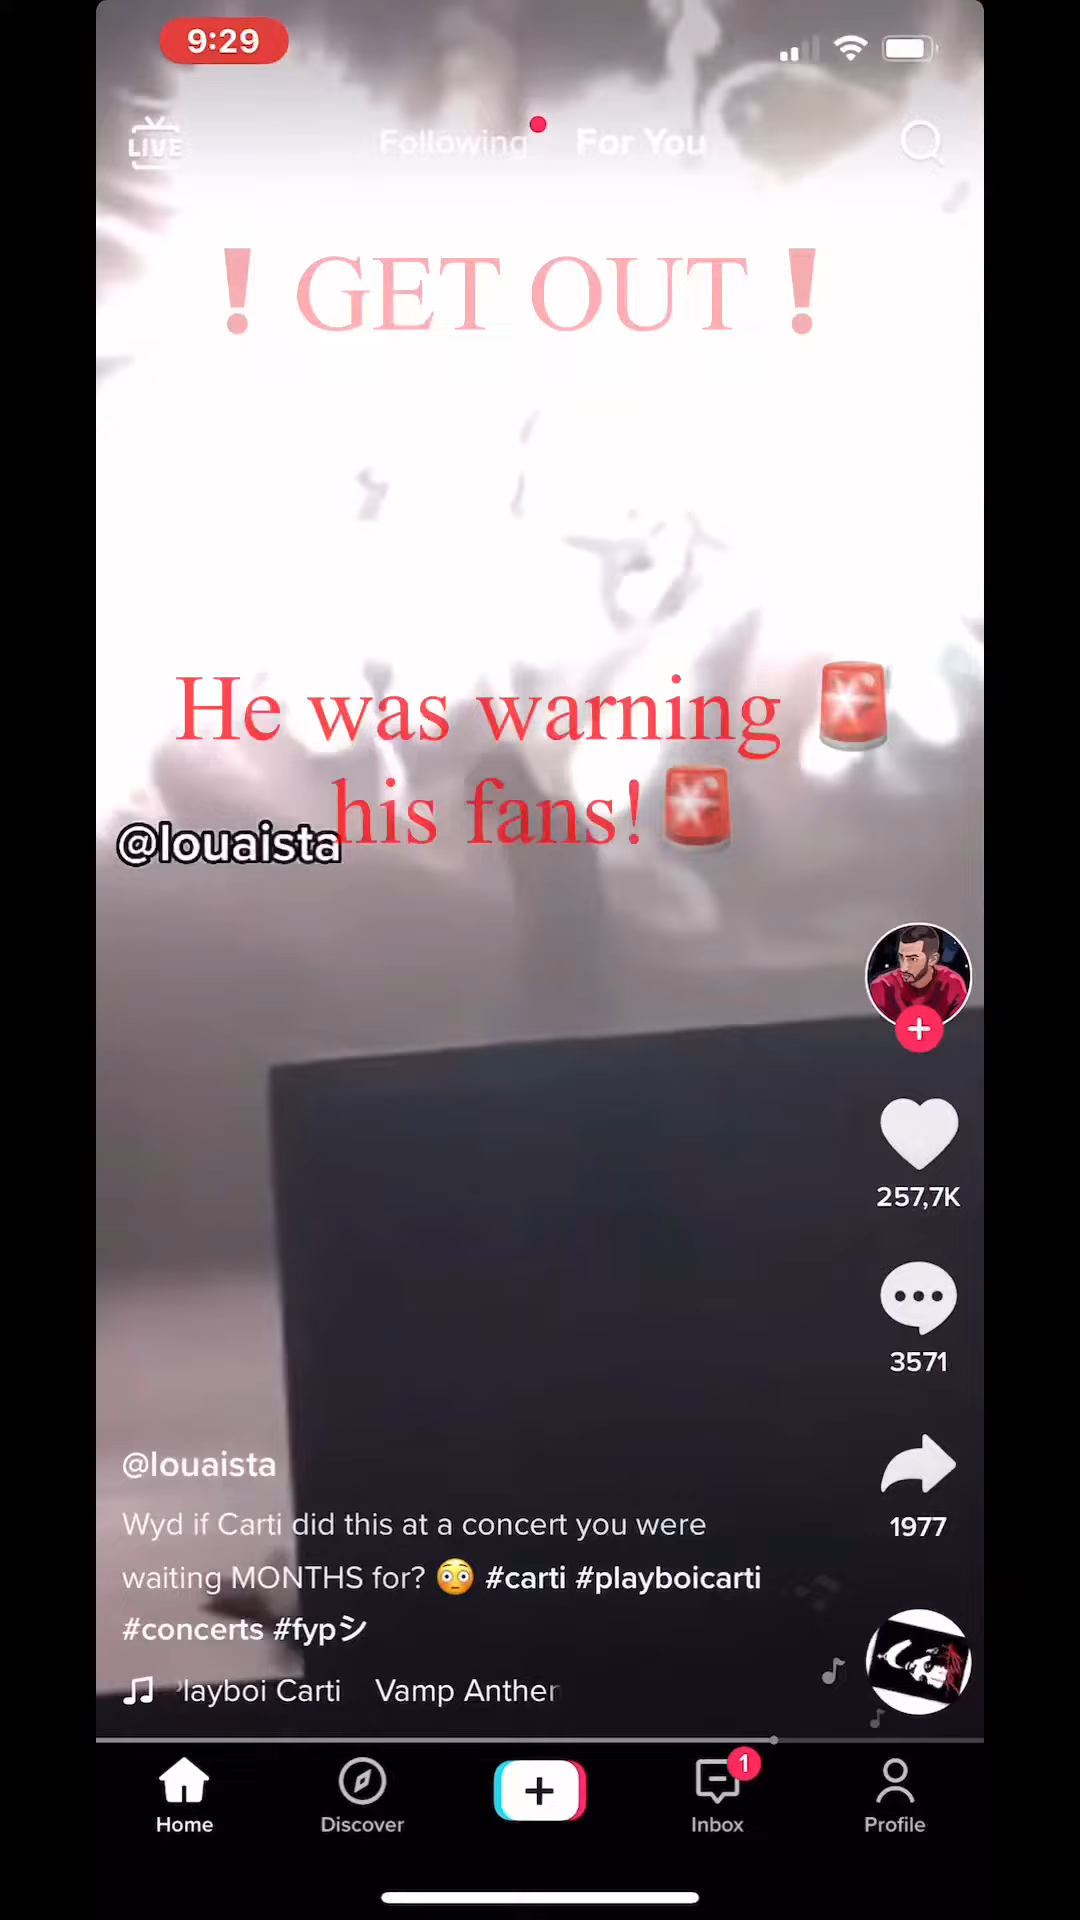 9:29
LIVE
Following
For You
❗ GET OUT ❗
He was warning 🚨
his fans! 🚨
@louaista
257,7K
3571
1977
@louaista
Wyd if Carti did this at a concert you were
waiting MONTHS for? 😳 #carti #playboicarti
#concerts #fypシ
layboi Carti Vamp Anther
Home
Discover
1
Inbox
Profile